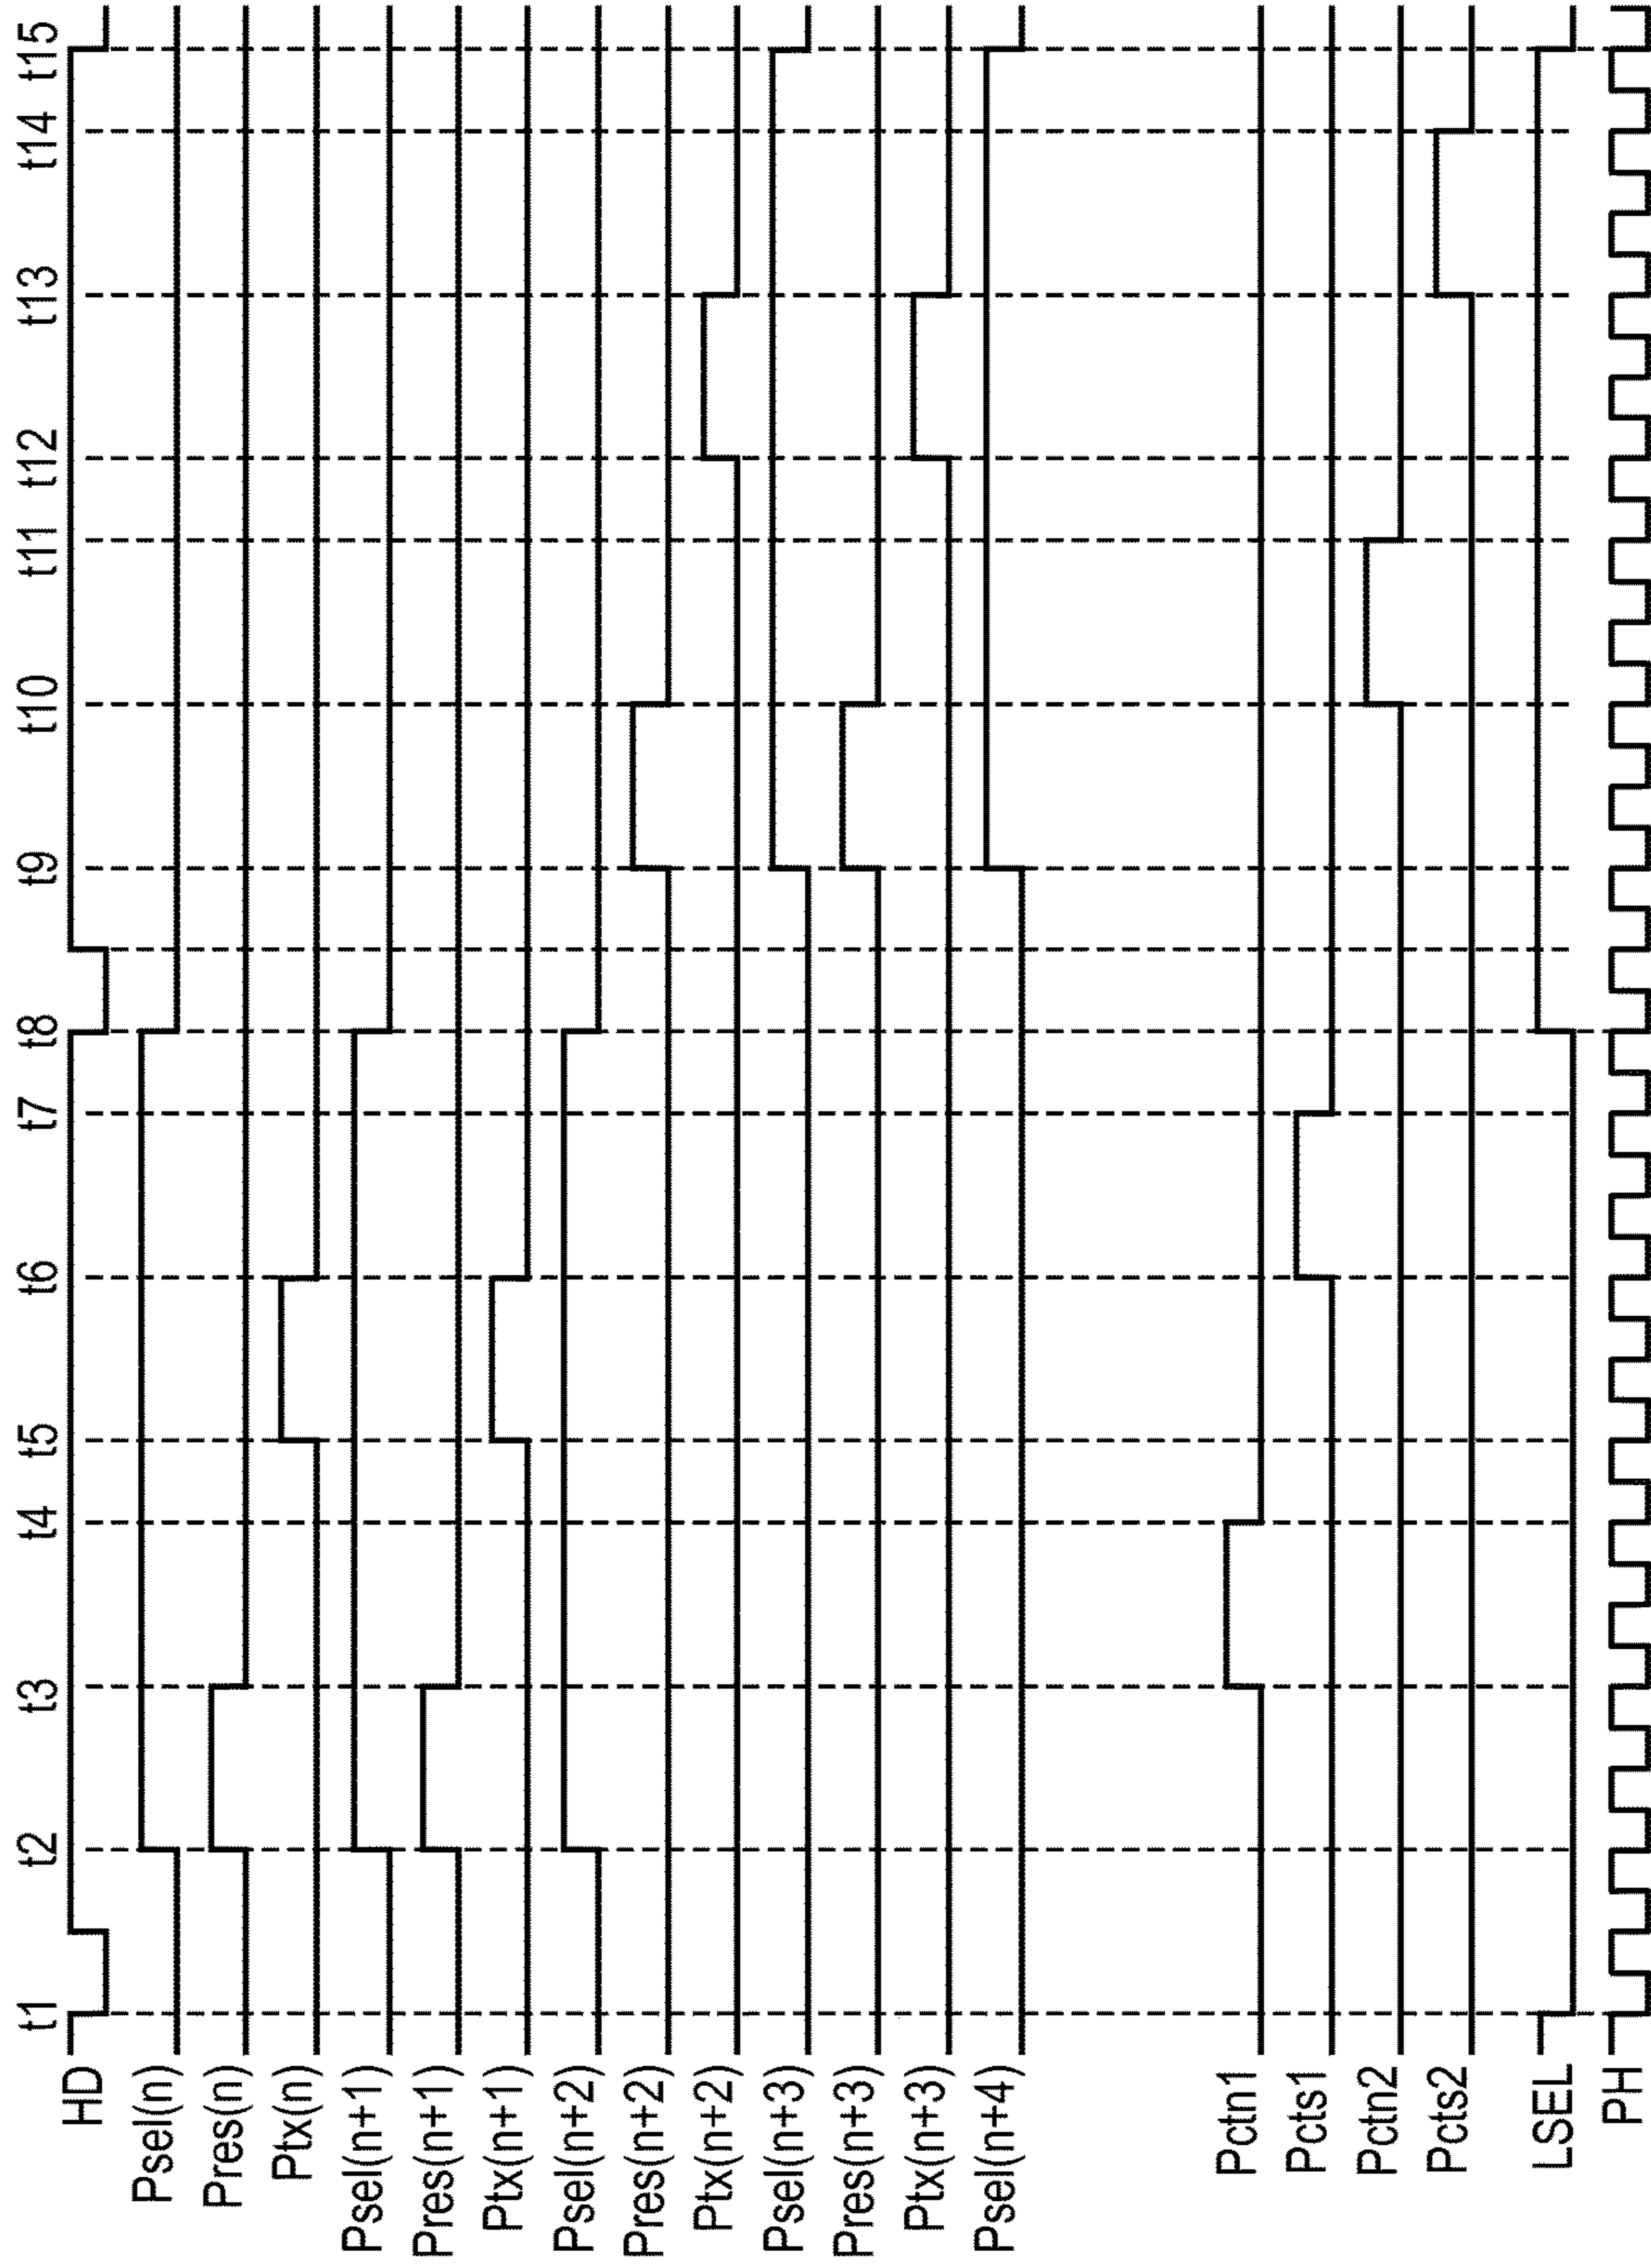 t1 t2 t3 t4 t5 t6 t7 t8 t9 t10 t11 t12 t13 t14 t15
HD
Psel(n)
Pres(n)
Ptx(n)
Psel(n+1)
Pres(n+1)
Ptx(n+1)
Psel(n+2)
Pres(n+2)
Ptx(n+2)
Psel(n+3)
Pres(n+3)
Ptx(n+3)
Psel(n+4)
Pctn1
Pcts1
Pctn2
Pcts2
LSEL
PH